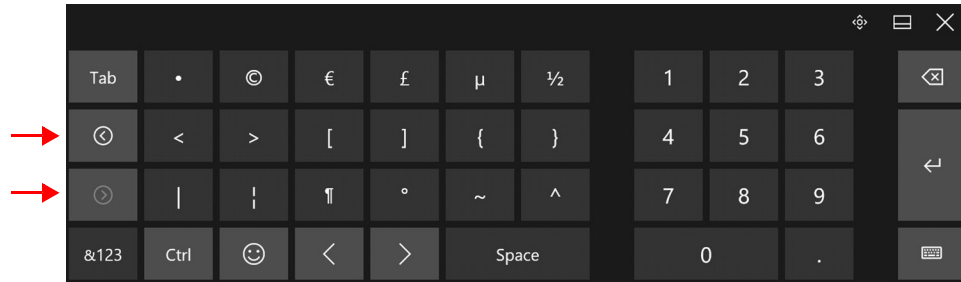 Tab • © € £ µ ½ 1 2 3
< > [ ] { } 4 5 6
| ¦ ¶ ° ~ ^ 7 8 9
&123 Ctrl Space 0 .